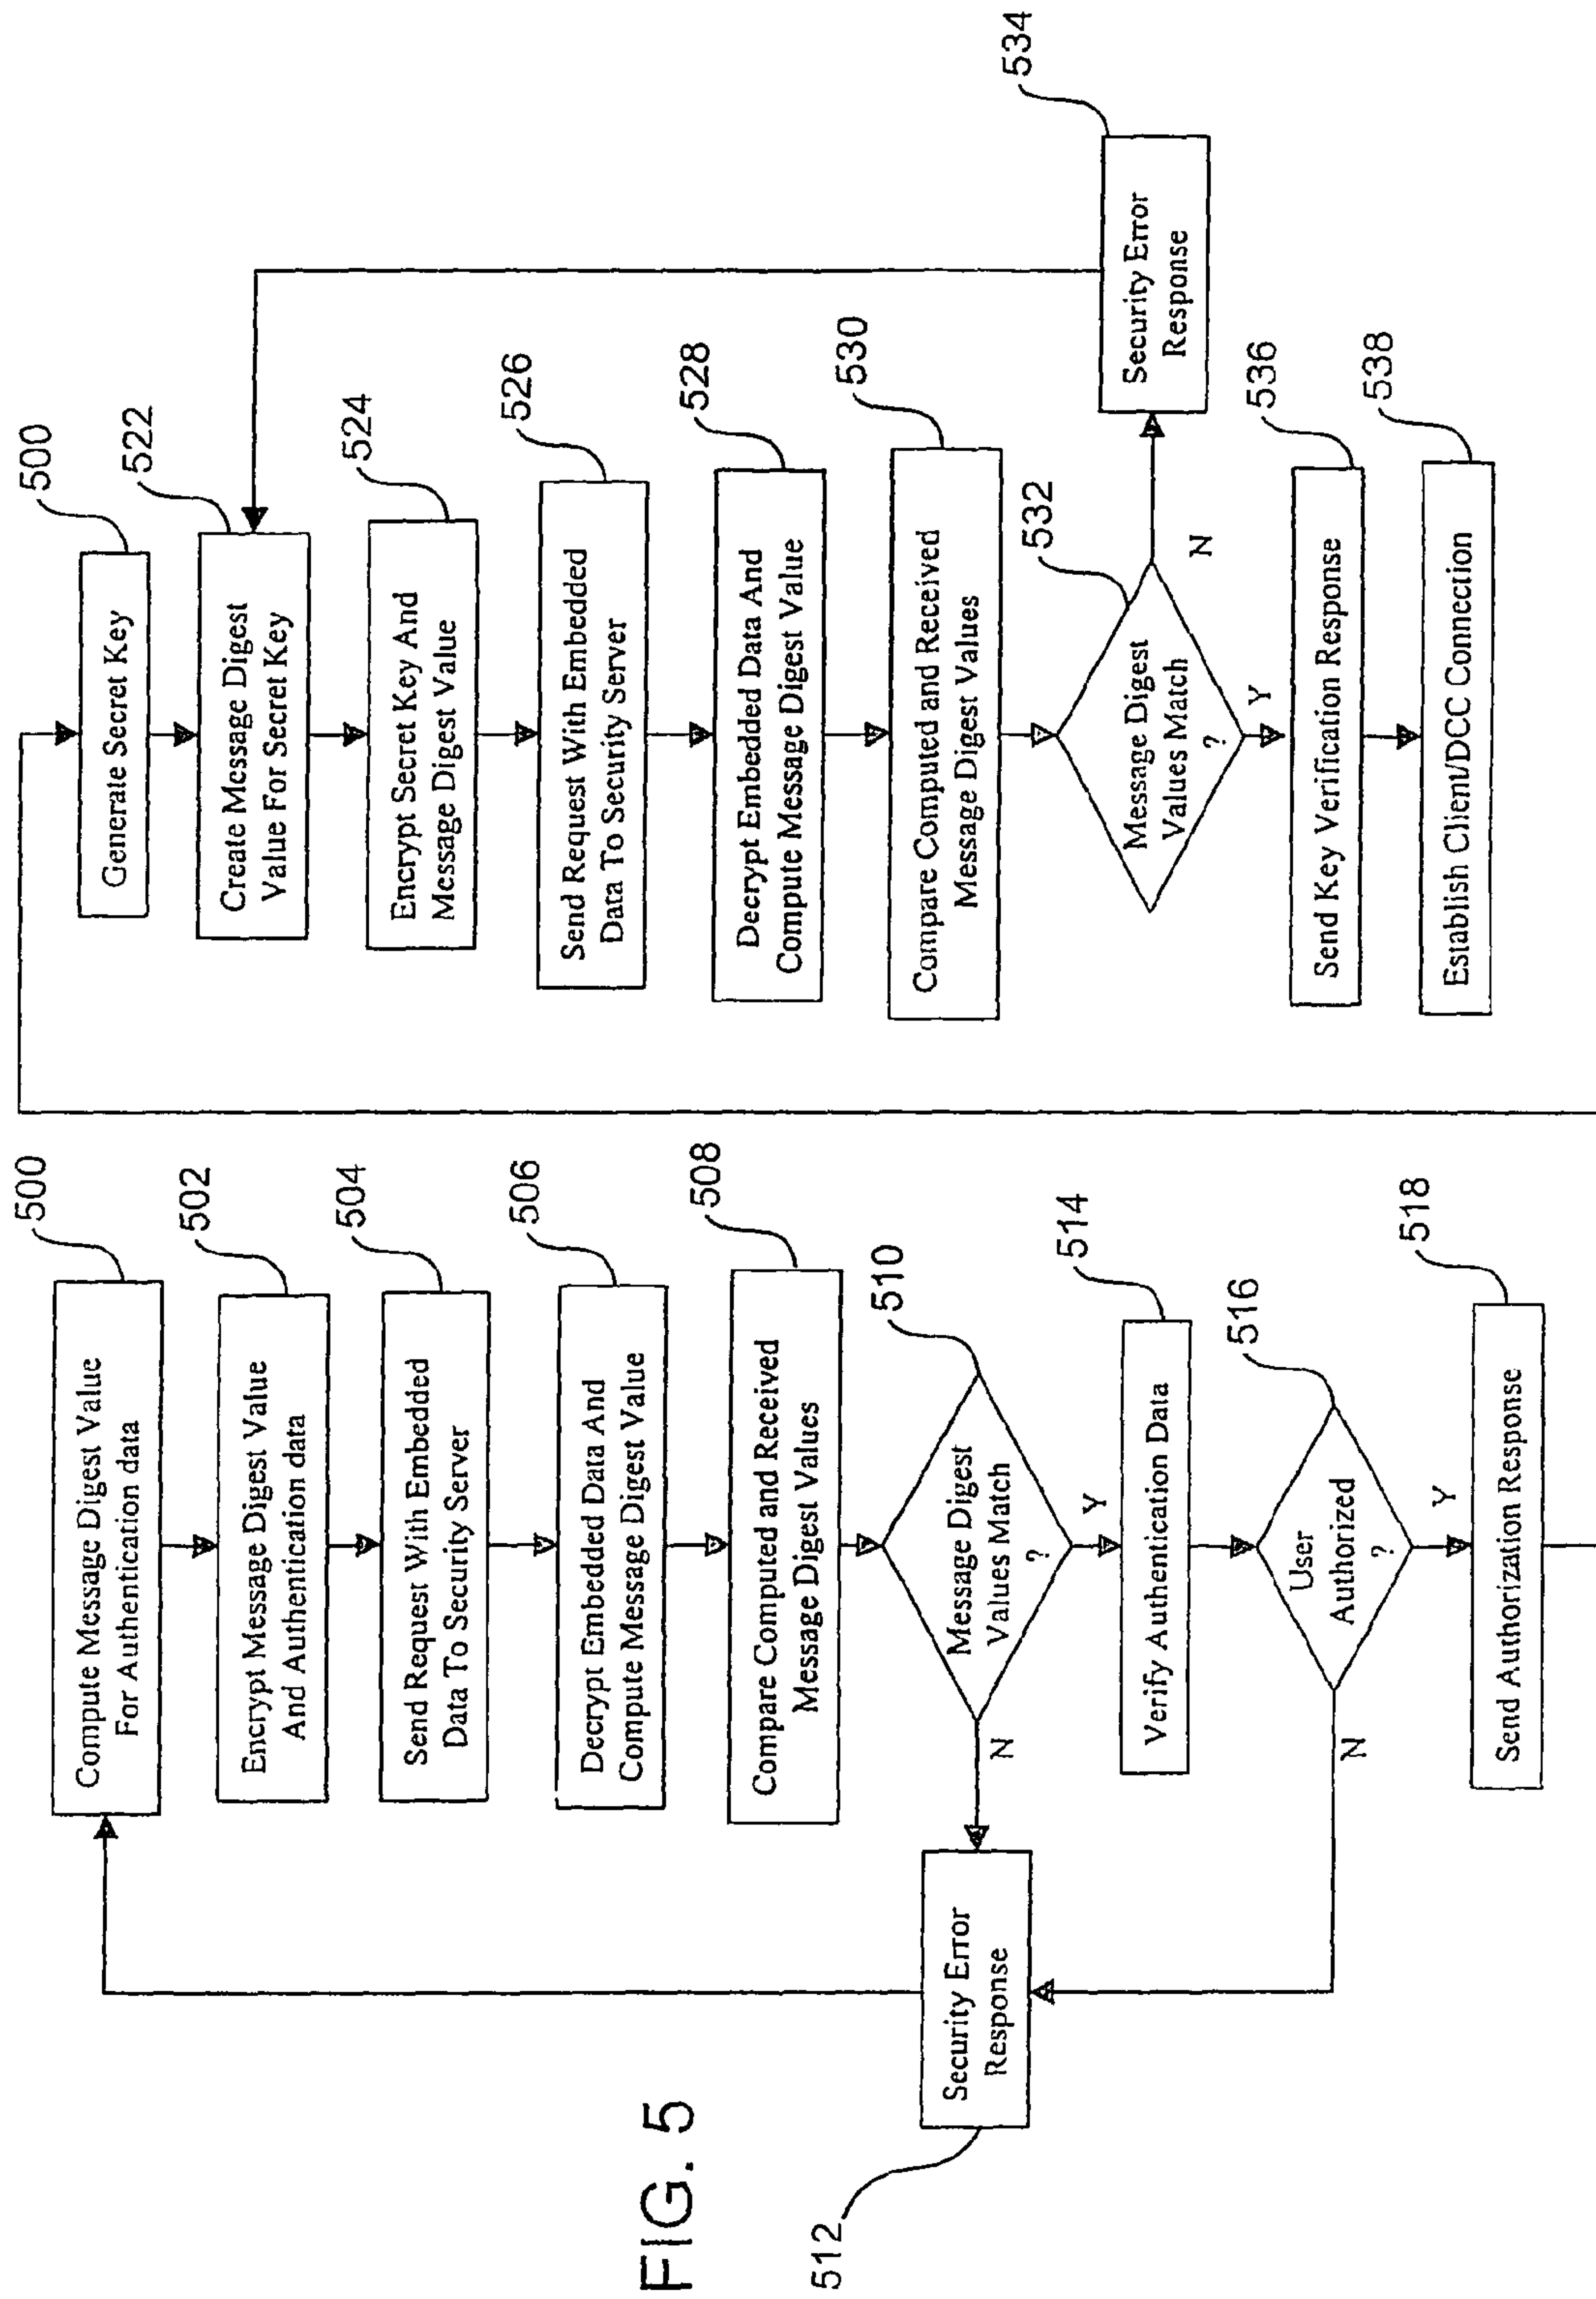 FIG. 5
500
Compute Message Digest Value
For Authentication data
502
Encrypt Message Digest Value
And Authentication data
504
Send Request With Embedded
Data To Security Server
506
Decrypt Embedded Data And
Compute Message Digest Value
508
Compare Computed and Received
Message Digest Values
510
Message Digest
Values Match
?
N
Y
512
Security Error
Response
514
Verify Authentication Data
516
User
Authorized
?
N
Y
518
Send Authorization Response
500
Generate Secret Key
522
Create Message Digest
Value For Secret Key
524
Encrypt Secret Key And
Message Digest Value
526
Send Request With Embedded
Data To Security Server
528
Decrypt Embedded Data And
Compute Message Digest Value
530
Compare Computed and Received
Message Digest Values
532
Message Digest
Values Match
?
N
Y
534
Security Error
Response
536
Send Key Verification Response
538
Establish Client/DCC Connection